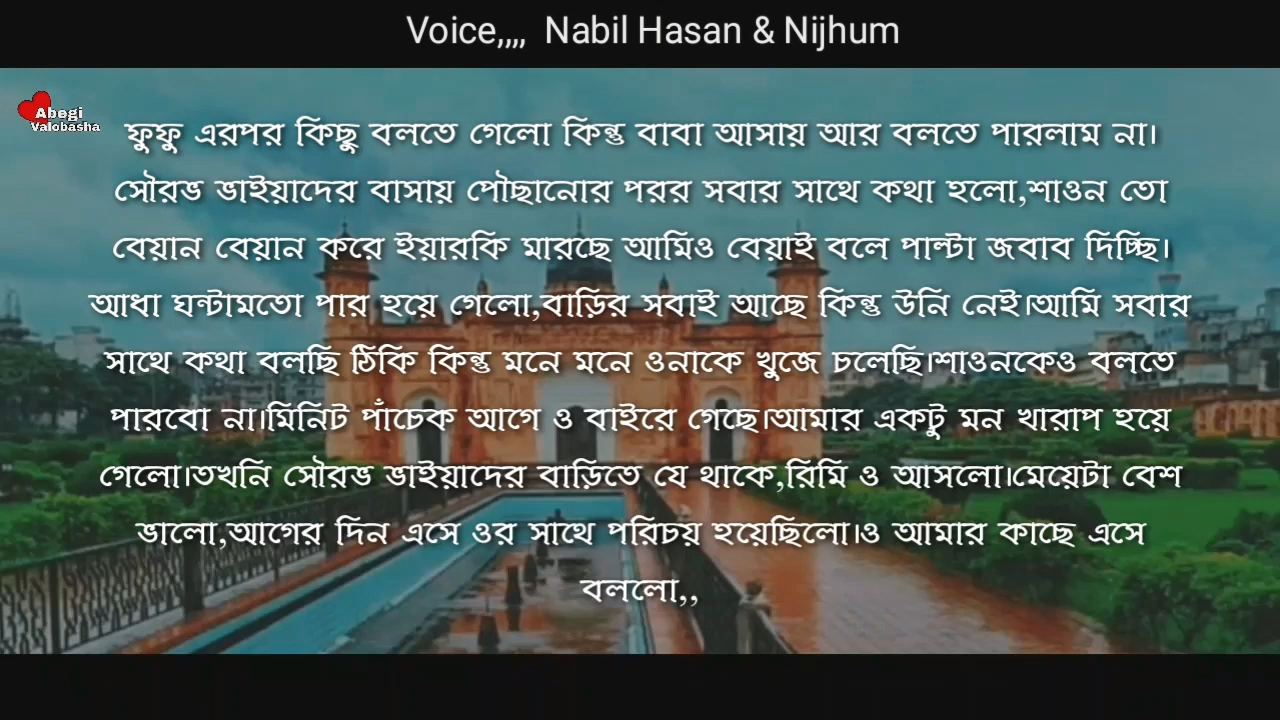 Voice,,,, Nabil Hasan & Nijhum
Abegi
Valobasha
ফুফু এরপর কিছু বলতে গেলো কিন্তু বাবা আসায় আর বলতে পারলাম না।
সৌরভ ভাইয়াদের বাসায় পৌছানোর পরর সবার সাথে কথা হলো,শাওন তো
বেয়ান বেয়ান করে ইয়ারকি মারছে আমিও বেয়াই বলে পাল্টা জবাব দিচ্ছি।
আধা ঘন্টামতো পার হয়ে গেলো,বাড়ির সবাই আছে কিন্তু উনি নেই।আমি সবার
সাথে কথা বলছি ঠিকি কিন্তু মনে মনে ওনাকে খুজে চলেছি।শাওনকেও বলতে
পারবো না।মিনিট পাঁচেক আগে ও বাইরে গেছে।আমার একটু মন খারাপ হয়ে
গেলো।তখনি সৌরভ ভাইয়াদের বাড়িতে যে থাকে,রিমি ও আসলো।মেয়েটা বেশ
ভালো,আগের দিন এসে ওর সাথে পরিচয় হয়েছিলো।ও আমার কাছে এসে
বললো,,